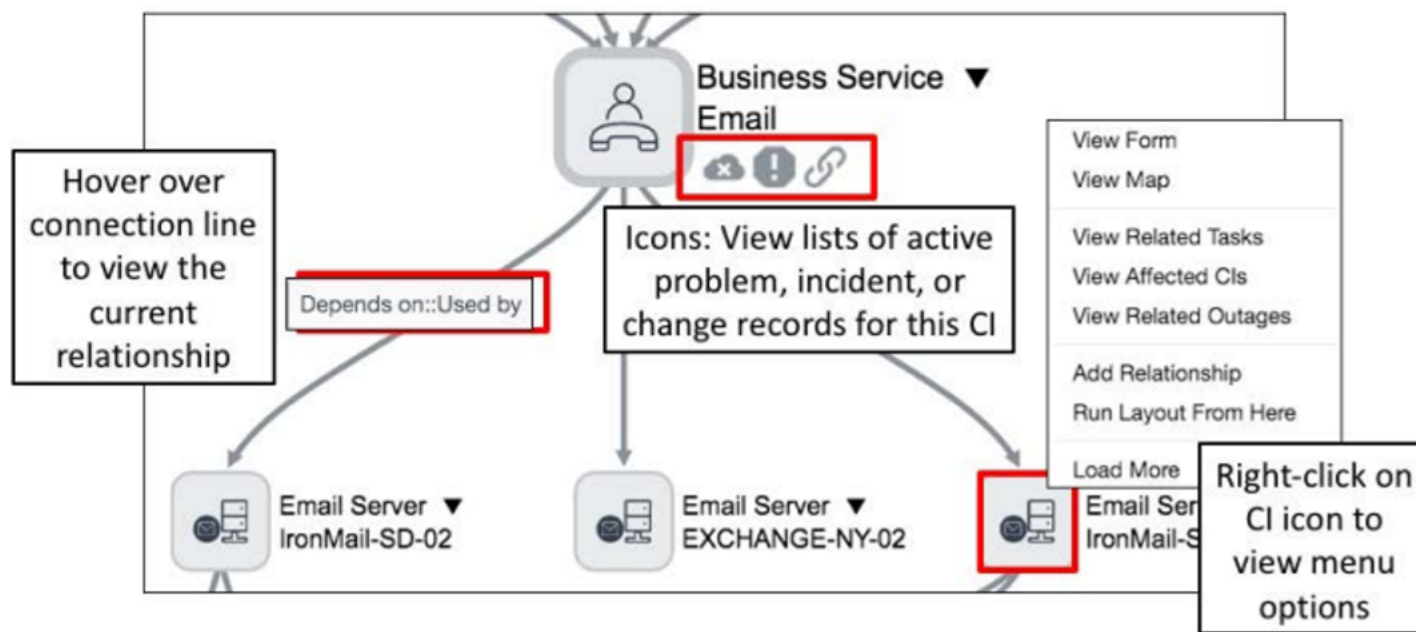 Business Service ▼
Email
Hover over
connection line
to view the
current
relationship
Depends on::Used by
Icons: View lists of active
problem, incident, or
change records for this CI
View Form
View Map
View Related Tasks
View Affected CIs
View Related Outages
Add Relationship
Run Layout From Here
Load More
Right-click on
CI icon to
view menu
options
Email Server ▼
IronMail-SD-02
Email Server ▼
EXCHANGE-NY-02
Email Ser
IronMail-S